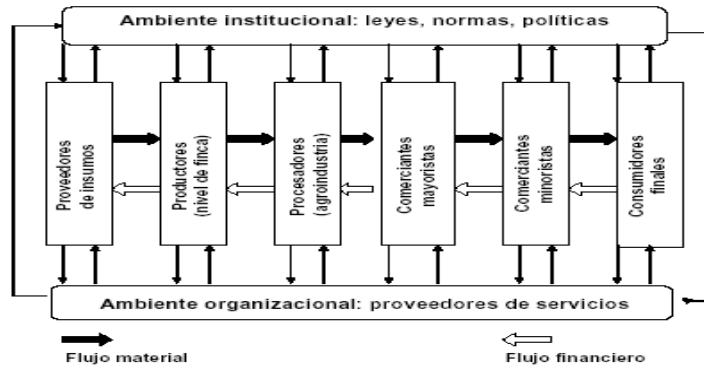 Ambiente institucional: leyes, normas, políticas
Proveedores
de insumos
Productores
(nivel de finca)
Procesadores
(agroindustria)
Comerciantes
mayoristas
Comerciantes
minoristas
Consumidores
finales
Ambiente organizacional: proveedores de servicios
Flujo material
Flujo financiero